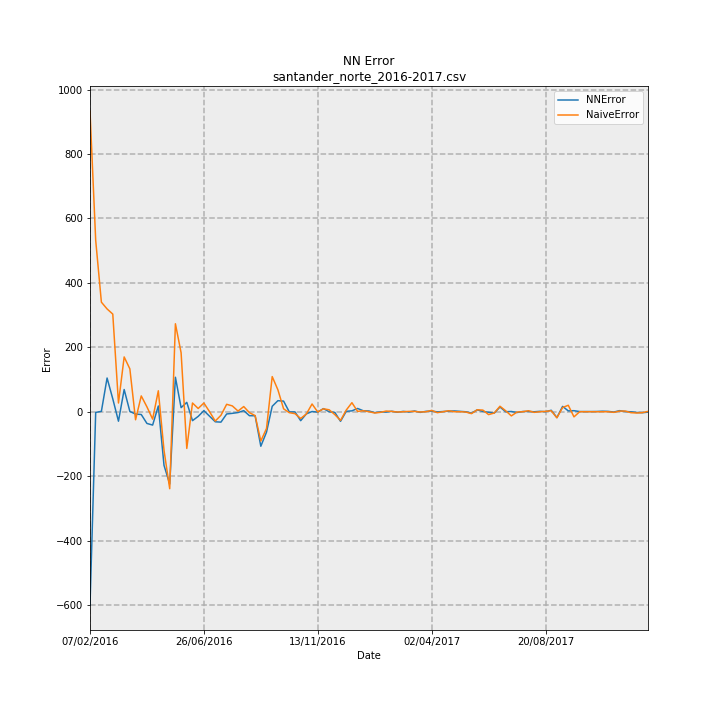 NN Error
santander_norte_2016-2017.csv
NNError
NaiveError
1000
800
600
400
200
0
−200
−400
−600
Error
07/02/2016
26/06/2016
13/11/2016
02/04/2017
20/08/2017
Date